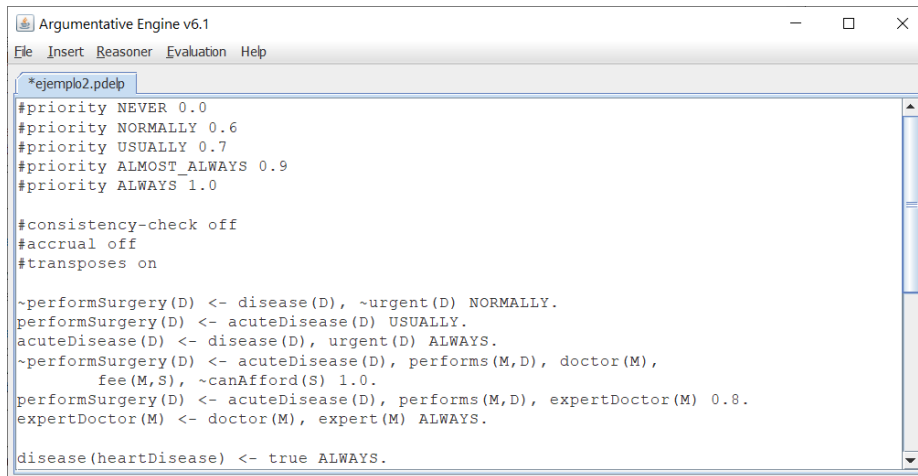 Argumentative Engine v6.1
File Insert Reasoner Evaluation Help
*ejemplo2.pdelp
#priority NEVER 0.0
#priority NORMALLY 0.6
#priority USUALLY 0.7
#priority ALMOST_ALWAYS 0.9
#priority ALWAYS 1.0

#consistency-check off
#accrual off
#transposes on

~performSurgery(D) <- disease(D), ~urgent(D) NORMALLY.
performSurgery(D) <- acuteDisease(D) USUALLY.
acuteDisease(D) <- disease(D), urgent(D) ALWAYS.
~performSurgery(D) <- acuteDisease(D), performs(M,D), doctor(M),
        fee(M,S), ~canAfford(S) 1.0.
performSurgery(D) <- acuteDisease(D), performs(M,D), expertDoctor(M) 0.8.
expertDoctor(M) <- doctor(M), expert(M) ALWAYS.

disease(heartDisease) <- true ALWAYS.